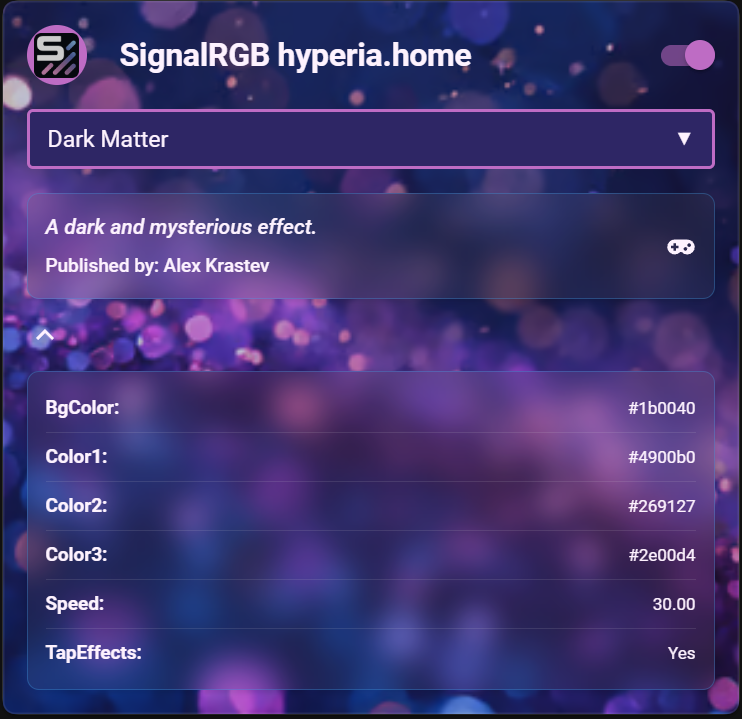 SignalRGB hyperia.home
Dark Matter
A dark and mysterious effect.
Published by: Alex Krastev
BgColor: #1b0040
Color1: #4900b0
Color2: #269127
Color3: #2e00d4
Speed: 30.00
TapEffects: Yes